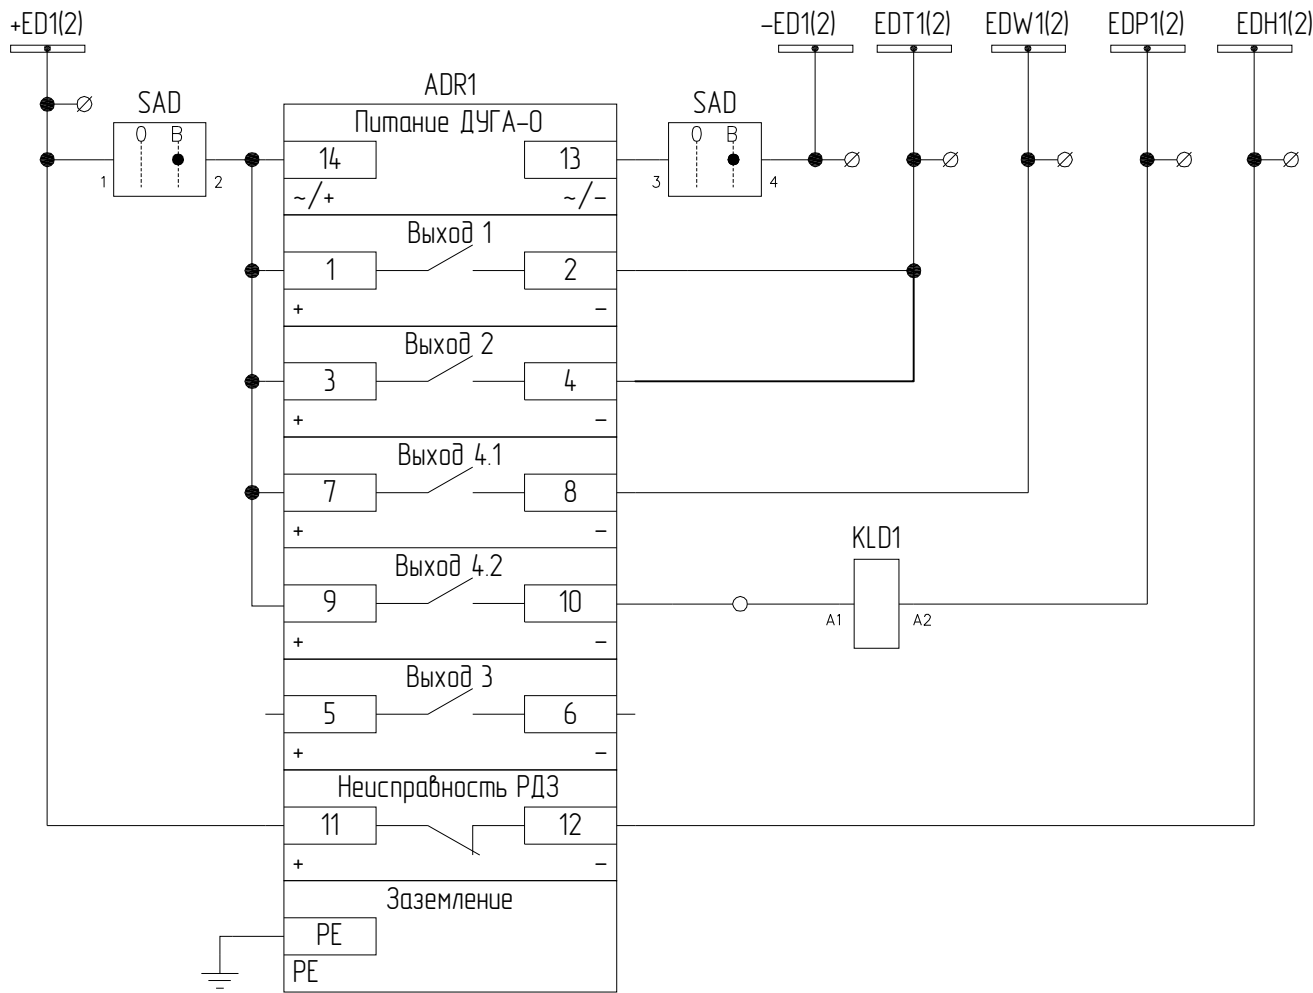 +ED1(2) –ED1(2) EDT1(2) EDW1(2) EDP1(2) EDH1(2)
ADR1
SAD SAD
Питание ДУГА–О
0 В 0 В
14 13
1 2 3 4
~/+ ~/–
Выход 1
1 2
+ –
Выход 2
3 4
+ –
Выход 4.1
7 8
+ –
KLD1
Выход 4.2
9 10
A1 A2
+ –
Выход 3
5 6
+ –
Неисправность РДЗ
11 12
+ –
Заземление
PE
PE